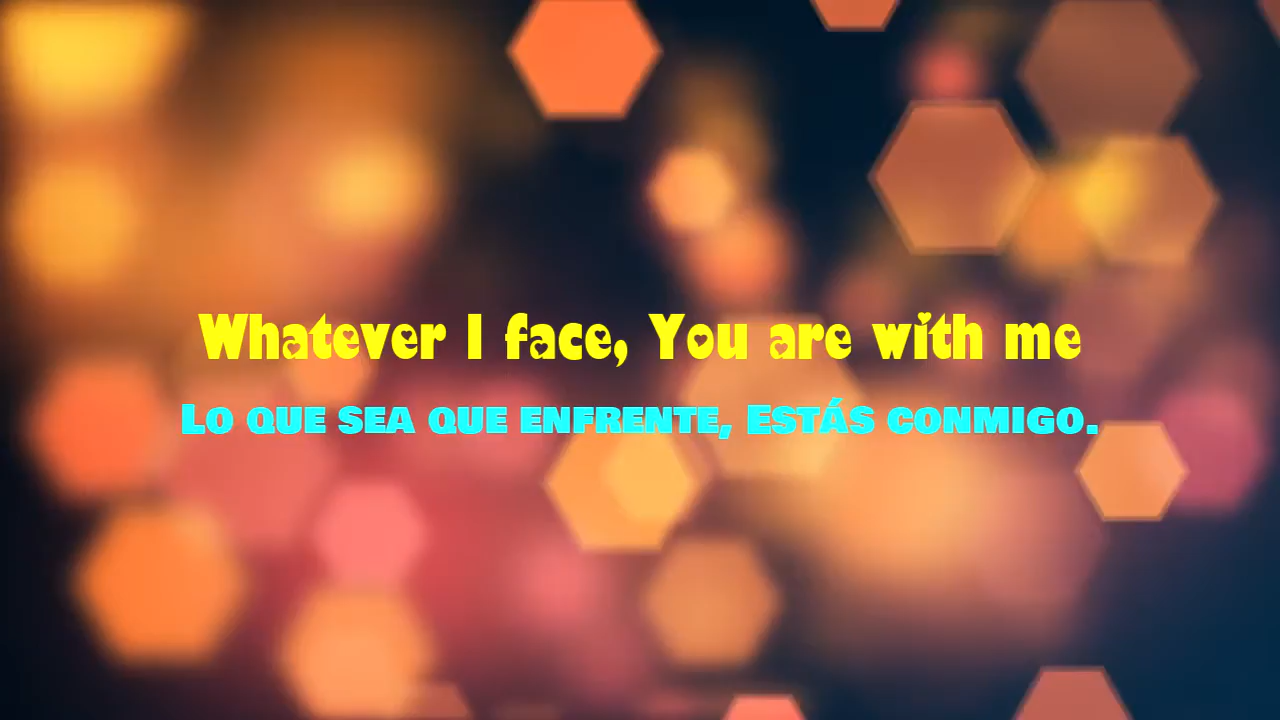 Whatever I face, You are with me
Lo que sea que enfrente, Estás conmigo.